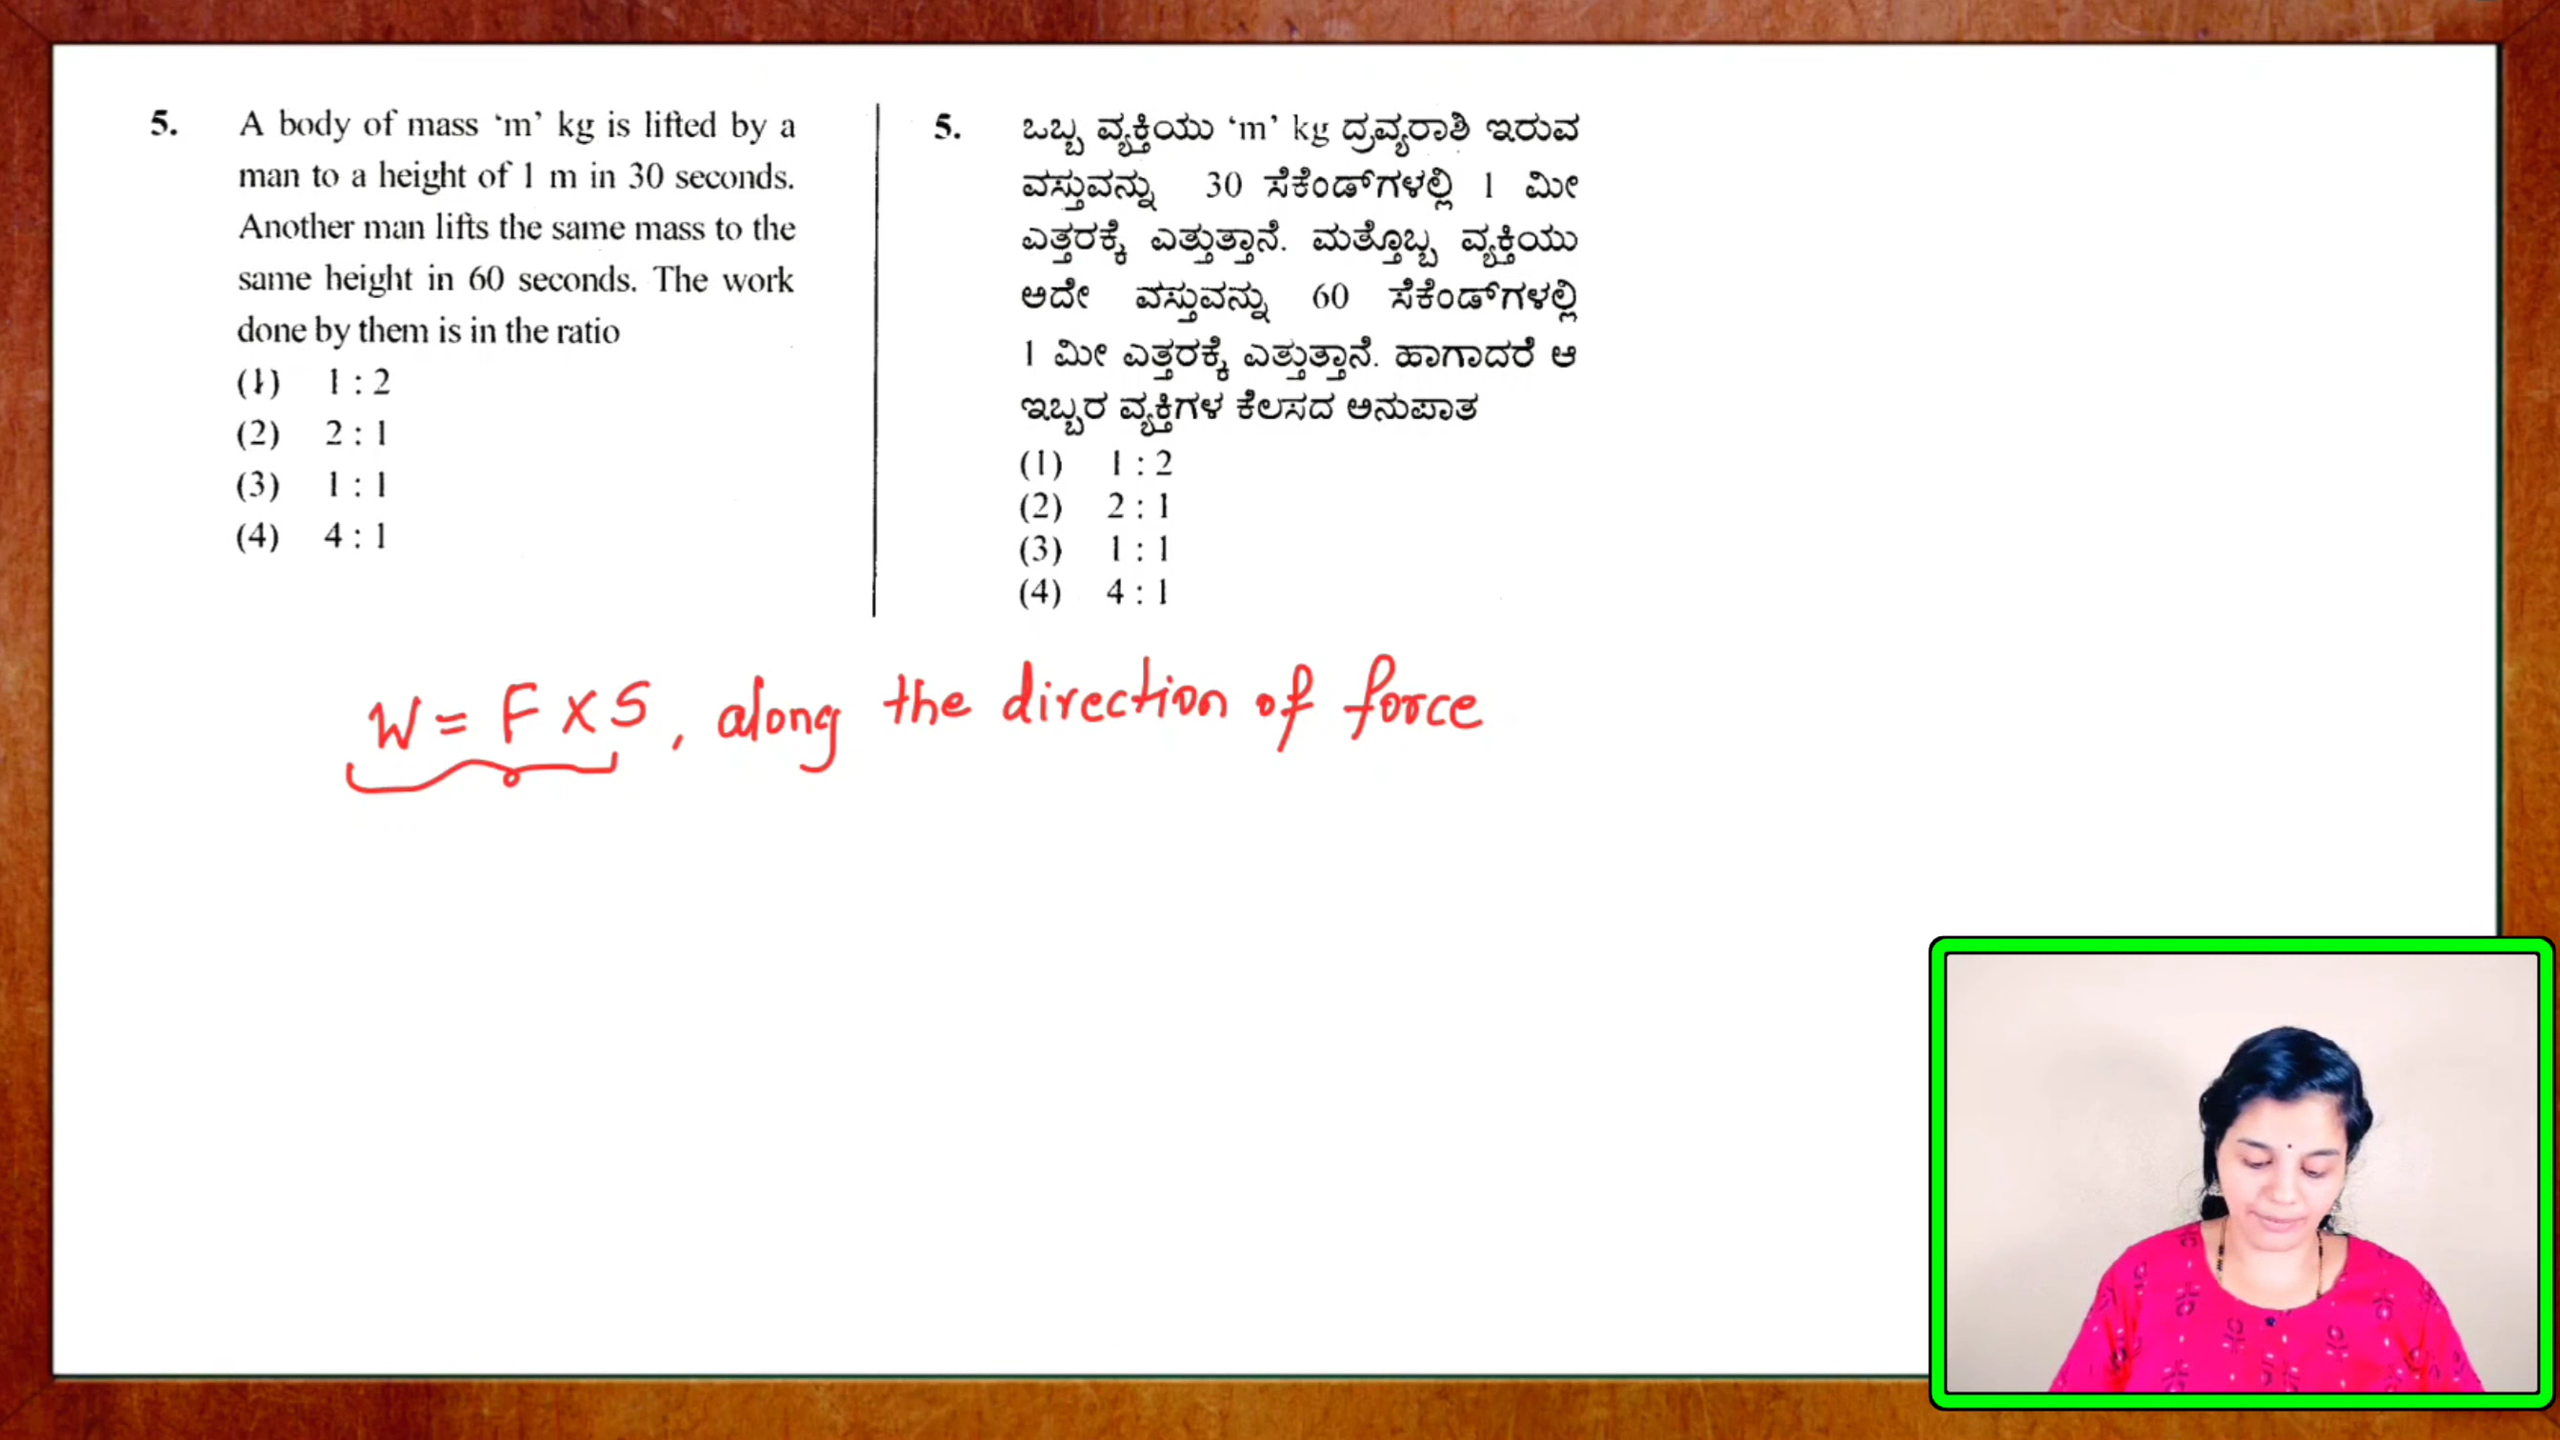 5. A body of mass ‘m’ kg is lifted by a
man to a height of 1 m in 30 seconds.
Another man lifts the same mass to the
same height in 60 seconds. The work
done by them is in the ratio
(1) 1 : 2
(2) 2 : 1
(3) 1 : 1
(4) 4 : 1
5. ಒಬ್ಬ ವ್ಯಕ್ತಿಯು ‘m’ kg ದ್ರವ್ಯರಾಶಿ ಇರುವ
ವಸ್ತುವನ್ನು 30 ಸೆಕೆಂಡ್‌ಗಳಲ್ಲಿ 1 ಮೀ
ಎತ್ತರಕ್ಕೆ ಎತ್ತುತ್ತಾನೆ. ಮತ್ತೊಬ್ಬ ವ್ಯಕ್ತಿಯು
ಅದೇ ವಸ್ತುವನ್ನು 60 ಸೆಕೆಂಡ್‌ಗಳಲ್ಲಿ
1 ಮೀ ಎತ್ತರಕ್ಕೆ ಎತ್ತುತ್ತಾನೆ. ಹಾಗಾದರೆ ಆ
ಇಬ್ಬರ ವ್ಯಕ್ತಿಗಳ ಕೆಲಸದ ಅನುಪಾತ
(1) 1 : 2
(2) 2 : 1
(3) 1 : 1
(4) 4 : 1
W = F X S, along the direction of force